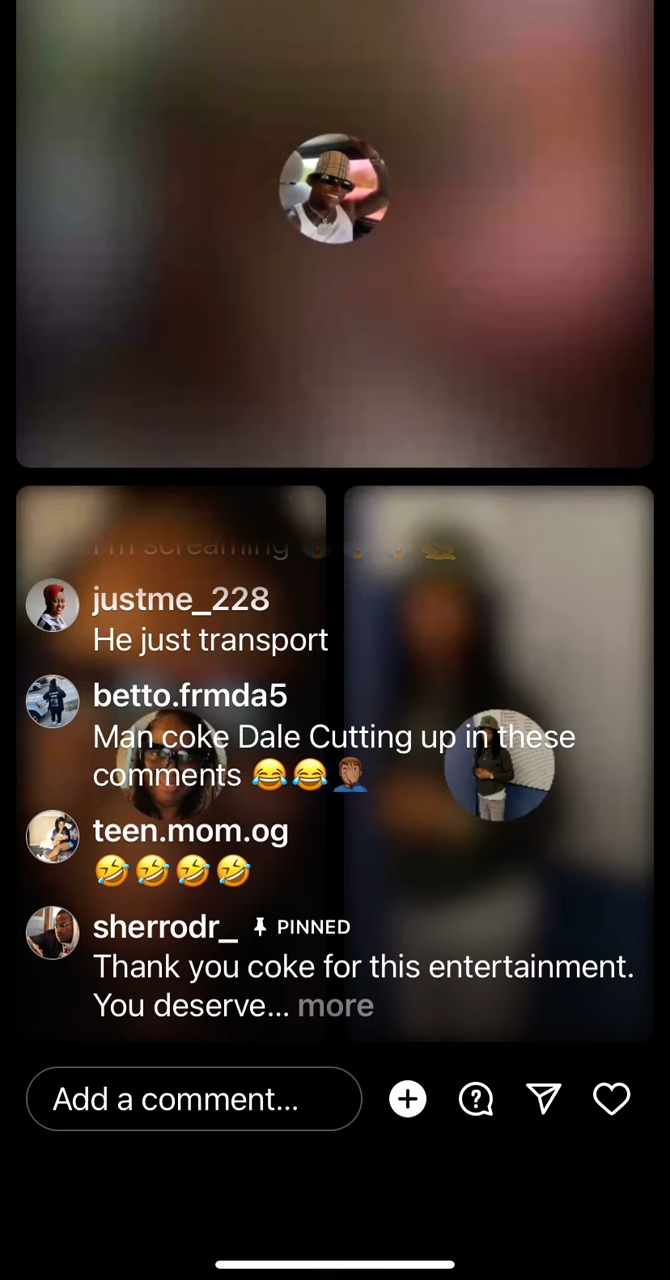 I'm screaming 😭😭😭😭
justme_228
He just transport
betto.frmda5
Man coke Dale Cutting up in these
comments 😂😂🤦🏽‍♂️
teen.mom.og
🤣🤣🤣🤣
sherrodr_ PINNED
Thank you coke for this entertainment.
You deserve... more
Add a comment...